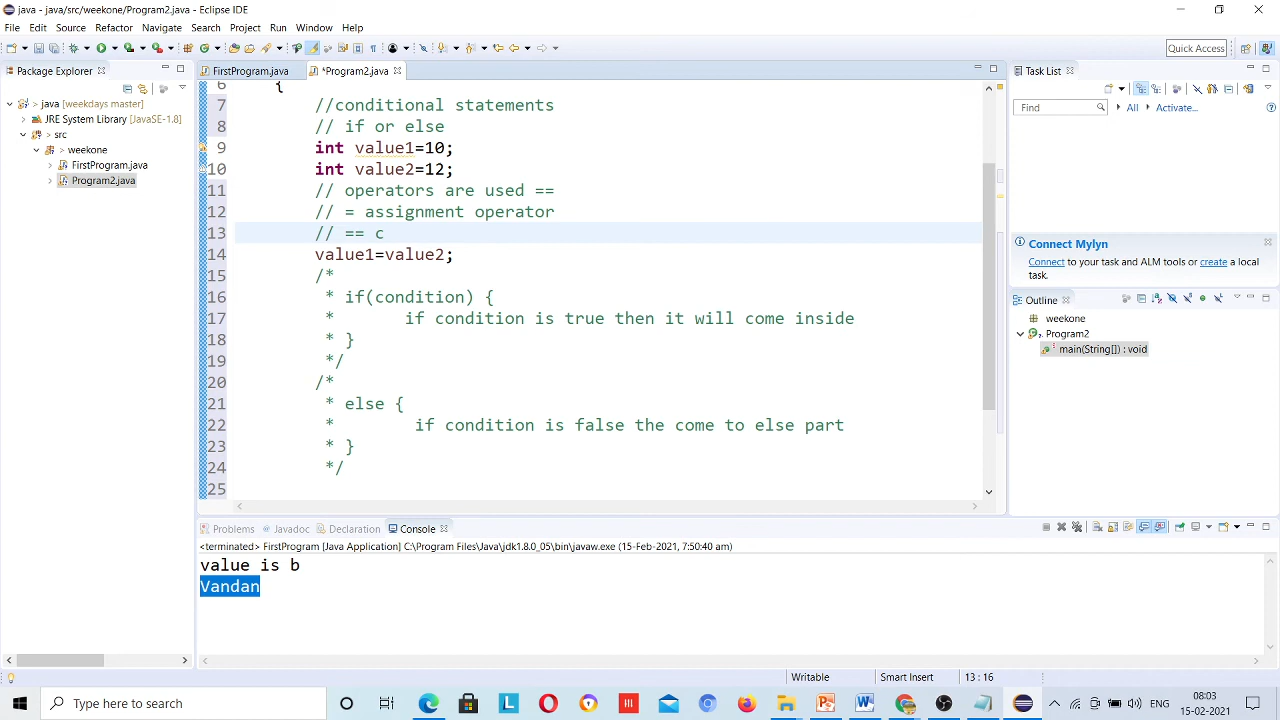 java - java/src/weekone/Program2.java - Eclipse IDE
File Edit Source Refactor Navigate Search Project Run Window Help
Quick Access
Package Explorer
FirstProgram.java
*Program2.java
Task List
java [weekdays master]
JRE System Library [JavaSE-1.8]
src
weekone
FirstProgram.java
Program2.java
6 {
7 //conditional statements
8 // if or else
9 int value1=10;
10 int value2=12;
11 // operators are used ==
12 // = assignment operator
13 // == c
14 value1=value2;
15 /*
16 * if(condition) {
17 * if condition is true then it will come inside
18 * }
19 */
20 /*
21 * else {
22 * if condition is false the come to else part
23 * }
24 */
25
Find
All
Activate...
Connect Mylyn
Connect to your task and ALM tools or create a local
task.
Outline
weekone
Program2
main(String[]) : void
Problems Javadoc Declaration Console
<terminated> FirstProgram [Java Application] C:\Program Files\Java\jdk1.8.0_05\bin\javaw.exe (15-Feb-2021, 7:50:40 am)
value is b
Vandan
Writable
Smart Insert
13 : 16
Type here to search
08:03
15-02-2021